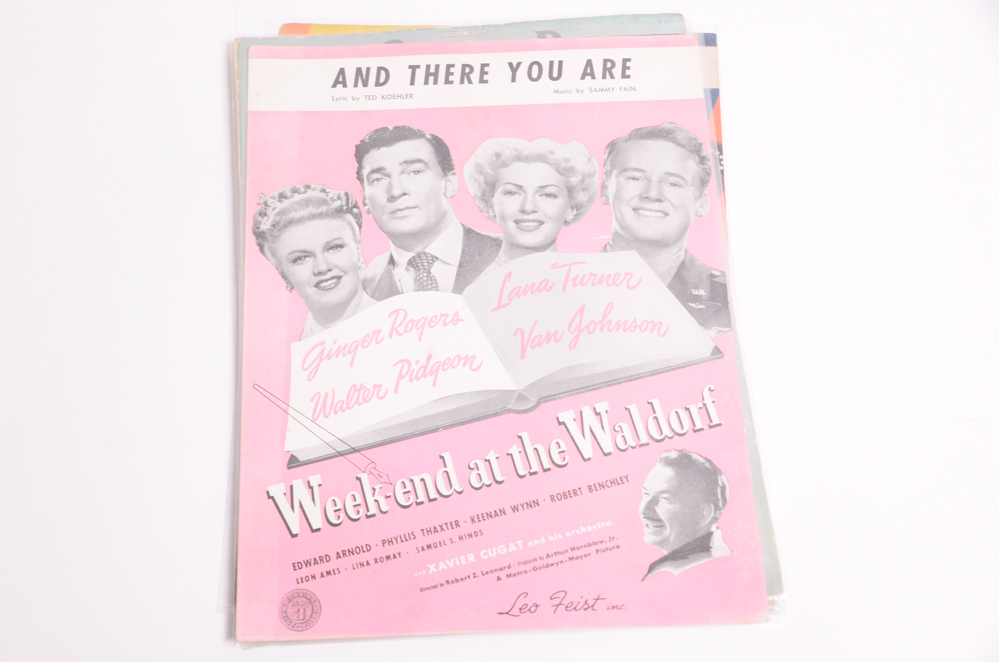 AND THERE YOU ARE
Lyric by TED KOEHLER
Music by SAMMY FAIN
Ginger Rogers
Walter Pidgeon
Lana Turner
Van Johnson
Week-end at the Waldorf
EDWARD ARNOLD · PHYLLIS THAXTER · KEENAN WYNN · ROBERT BENCHLEY
LEON AMES · LINA ROMAY · SAMUEL S. HINDS
and XAVIER CUGAT and his orchestra
Directed by Robert Z. Leonard · Produced by Arthur Hornblow, Jr.
A Metro-Goldwyn-Mayer Picture
Leo Feist inc.